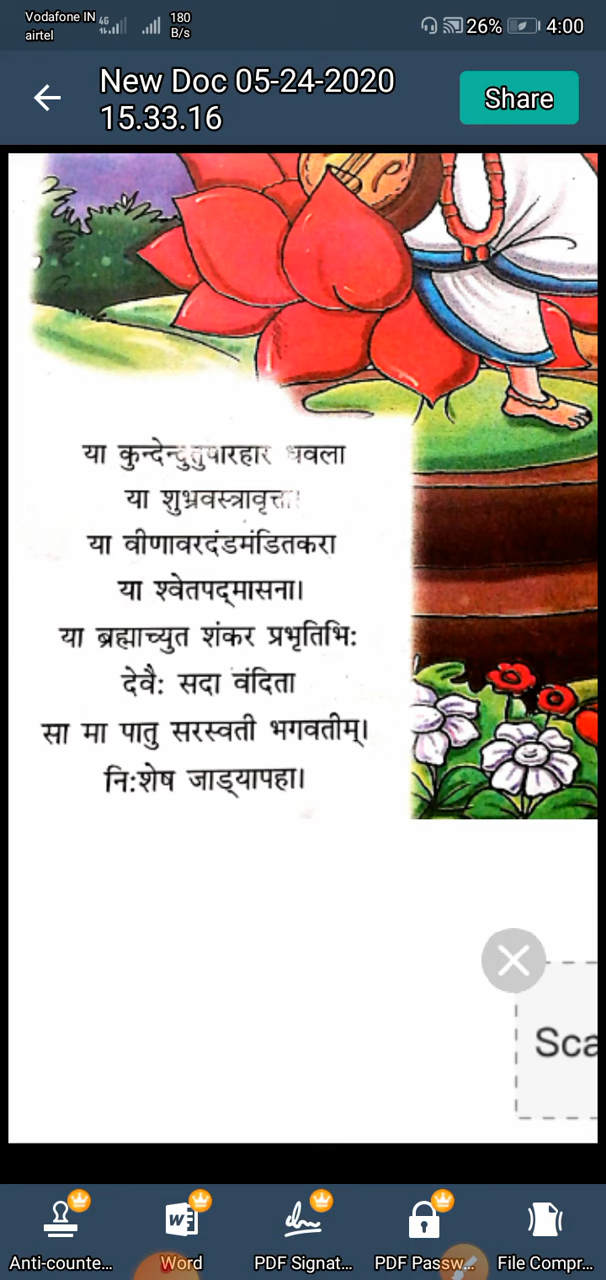 Vodafone IN
airtel
4G
180
B/s
26%
4:00
New Doc 05-24-2020
15.33.16
Share
या कुन्देन्दुतुषारहार धवला
या शुभ्रवस्त्रावृत्ता।
या वीणावरदंडमंडितकरा
या श्वेतपद्मासना।
या ब्रह्माच्युत शंकर प्रभृतिभि:
देवै: सदा वंदिता
सा मा पातु सरस्वती भगवतीम्।
नि:शेष जाड्यापहा।
Sca
Anti-counte...
Word
PDF Signat...
PDF Passw...
File Compr...